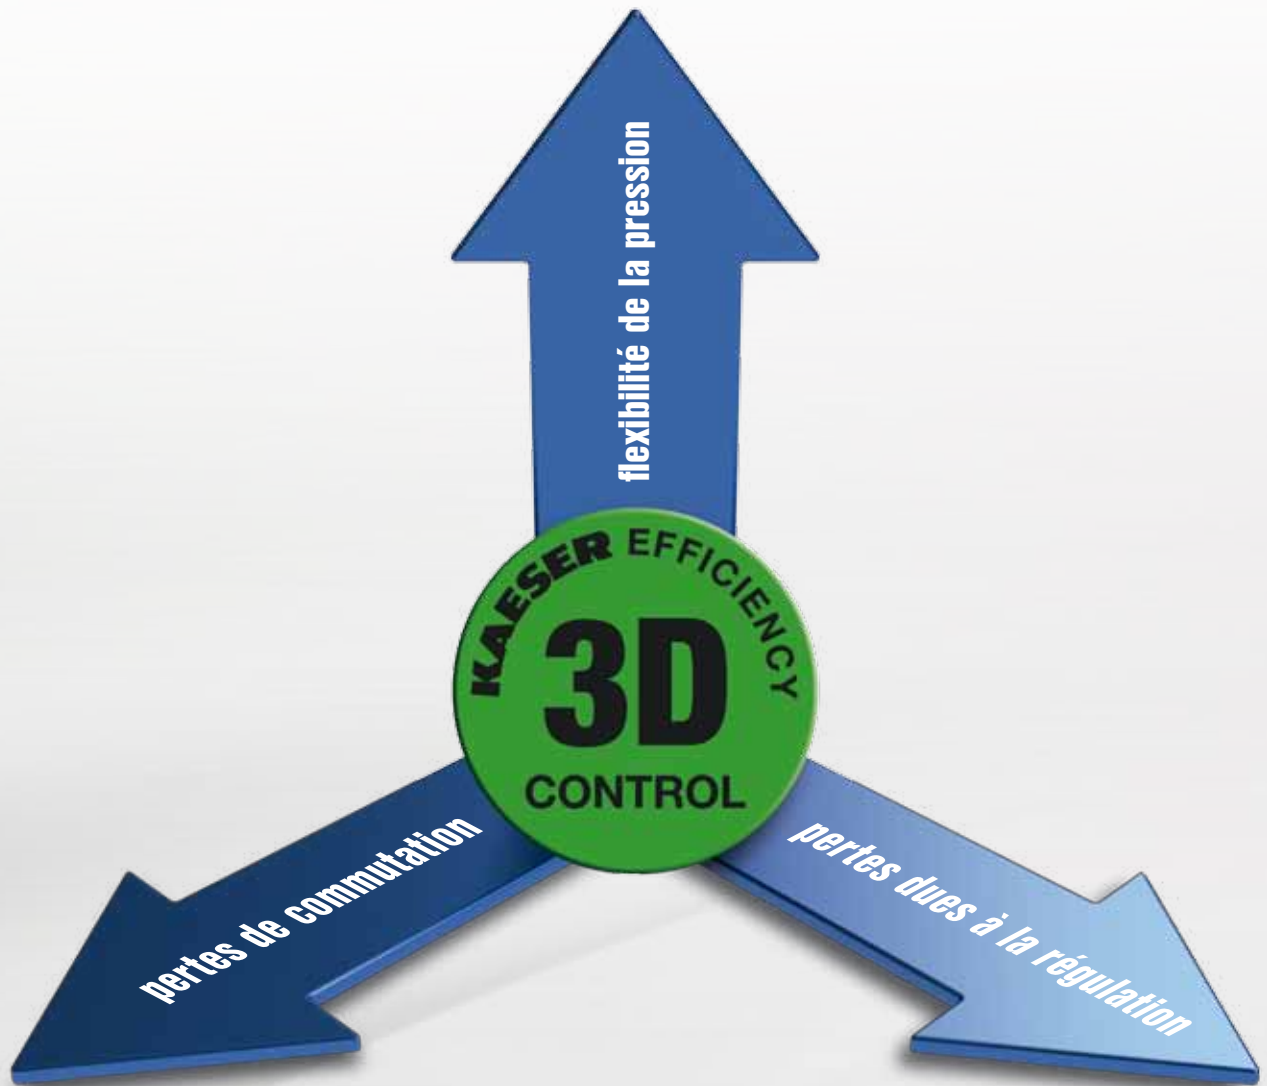 flexibilité de la pression
KAESER EFFICIENCY
3D
CONTROL
pertes de commutation
pertes dues à la régulation